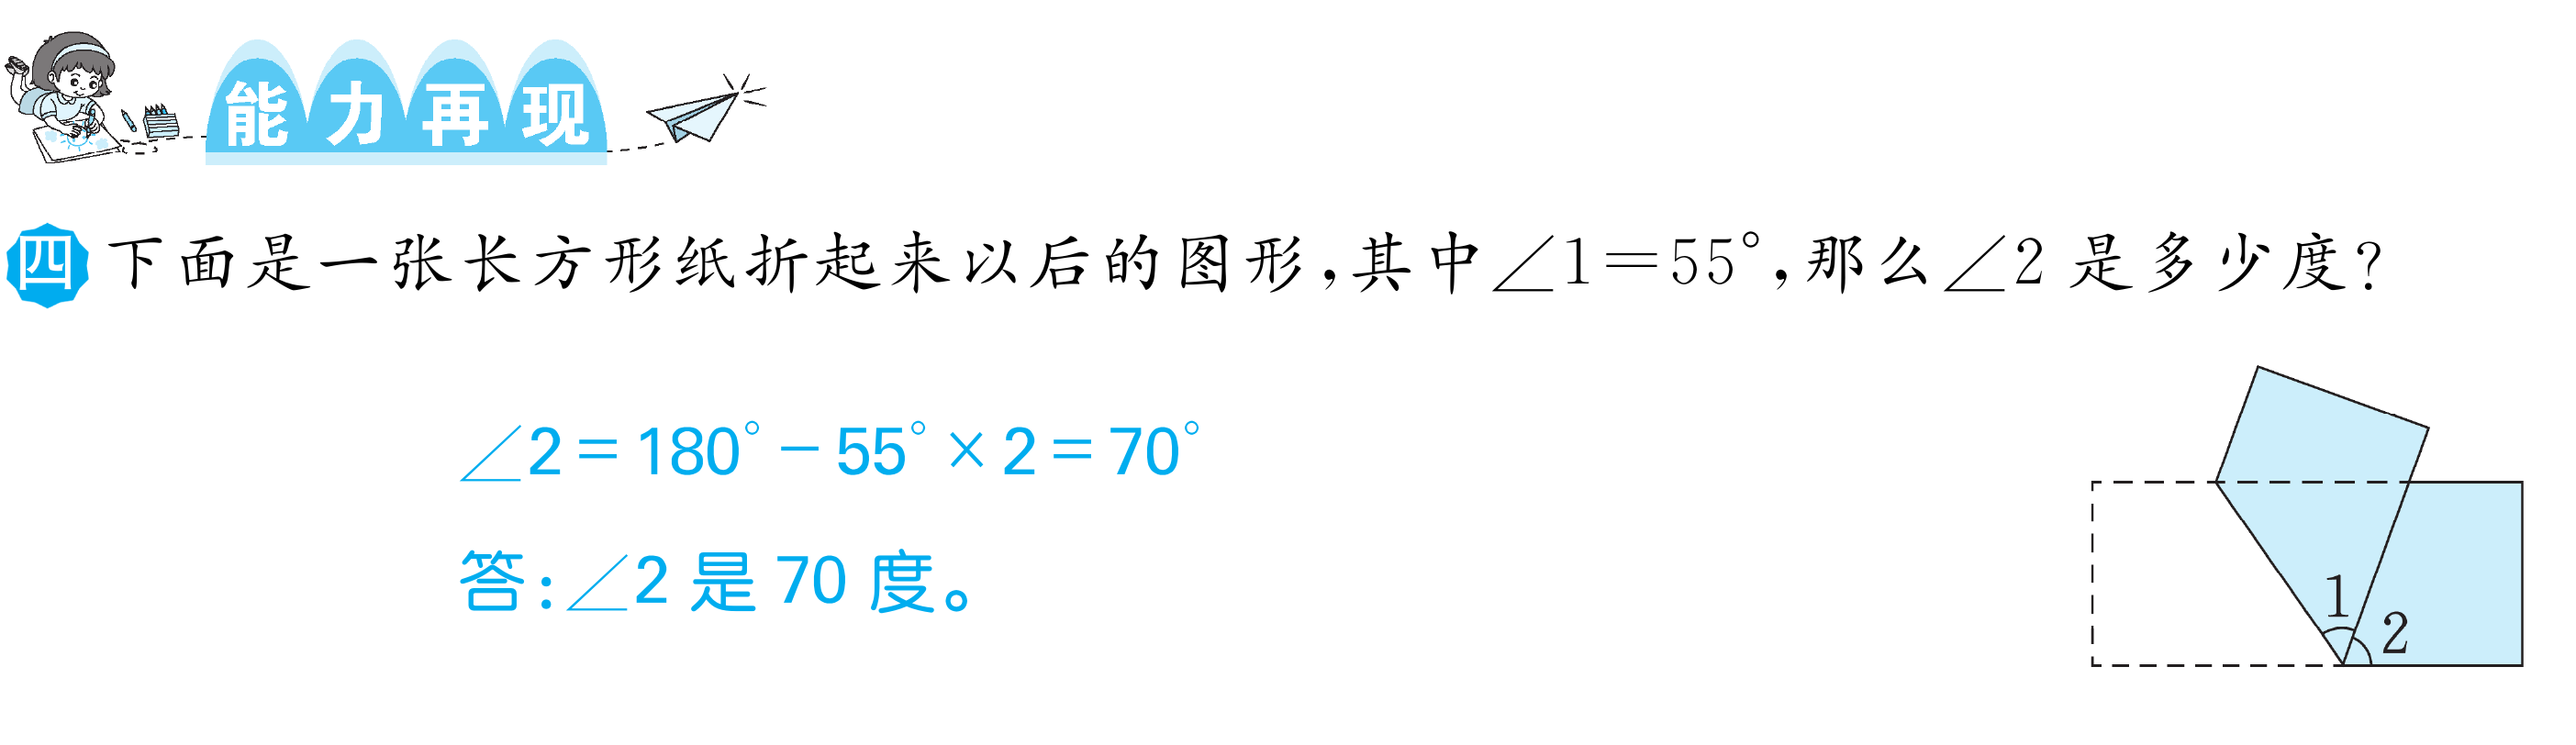 能力再现
四 下面是一张长方形纸折起来以后的图形,其中∠1=55°,那么∠2 是多少度?
∠2=180°-55°×2=70°
答:∠2 是 70 度。
1
2